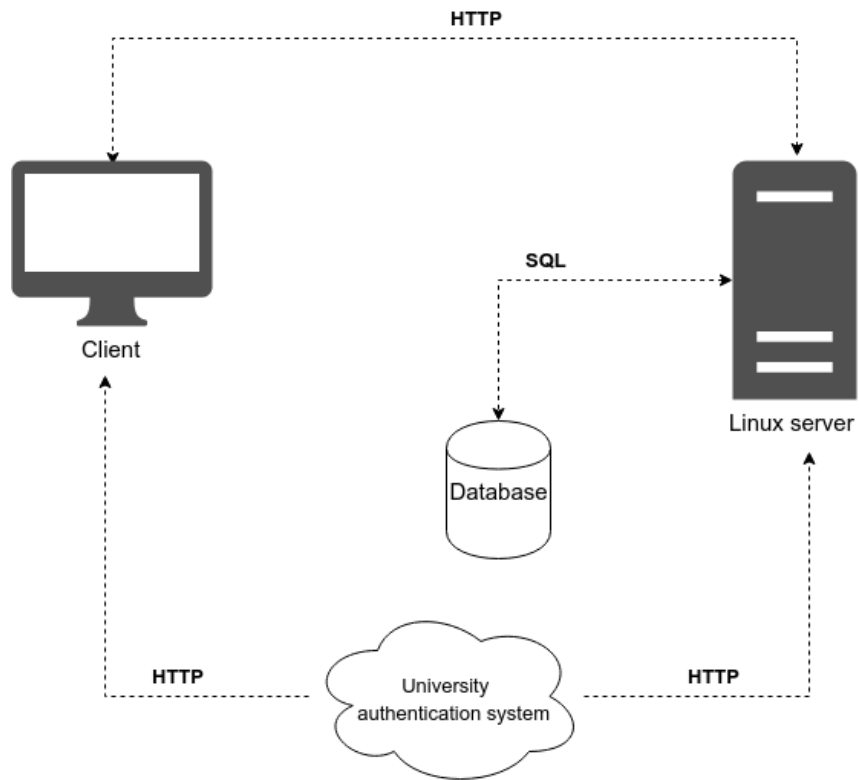 HTTP
SQL
Client
Linux server
Database
HTTP
HTTP
University
authentication system